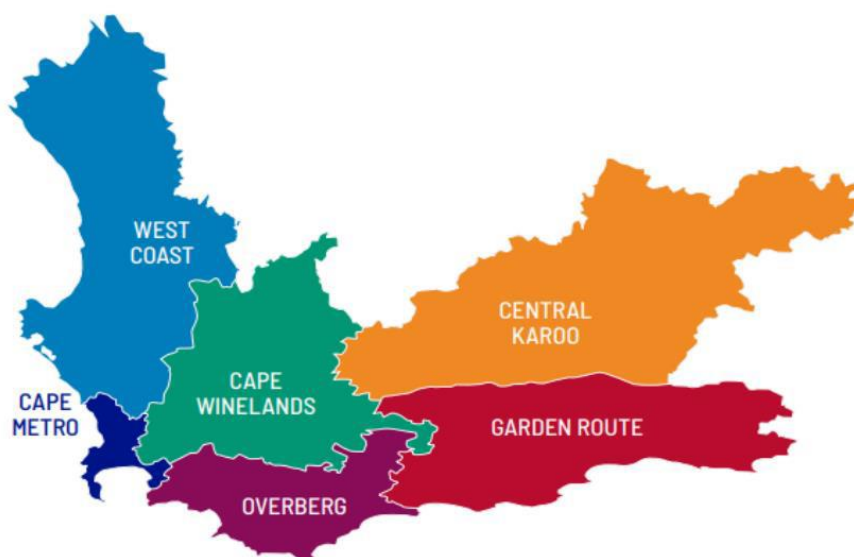 WEST
COAST
CENTRAL
KAROO
CAPE
METRO
CAPE
WINELANDS
GARDEN ROUTE
OVERBERG